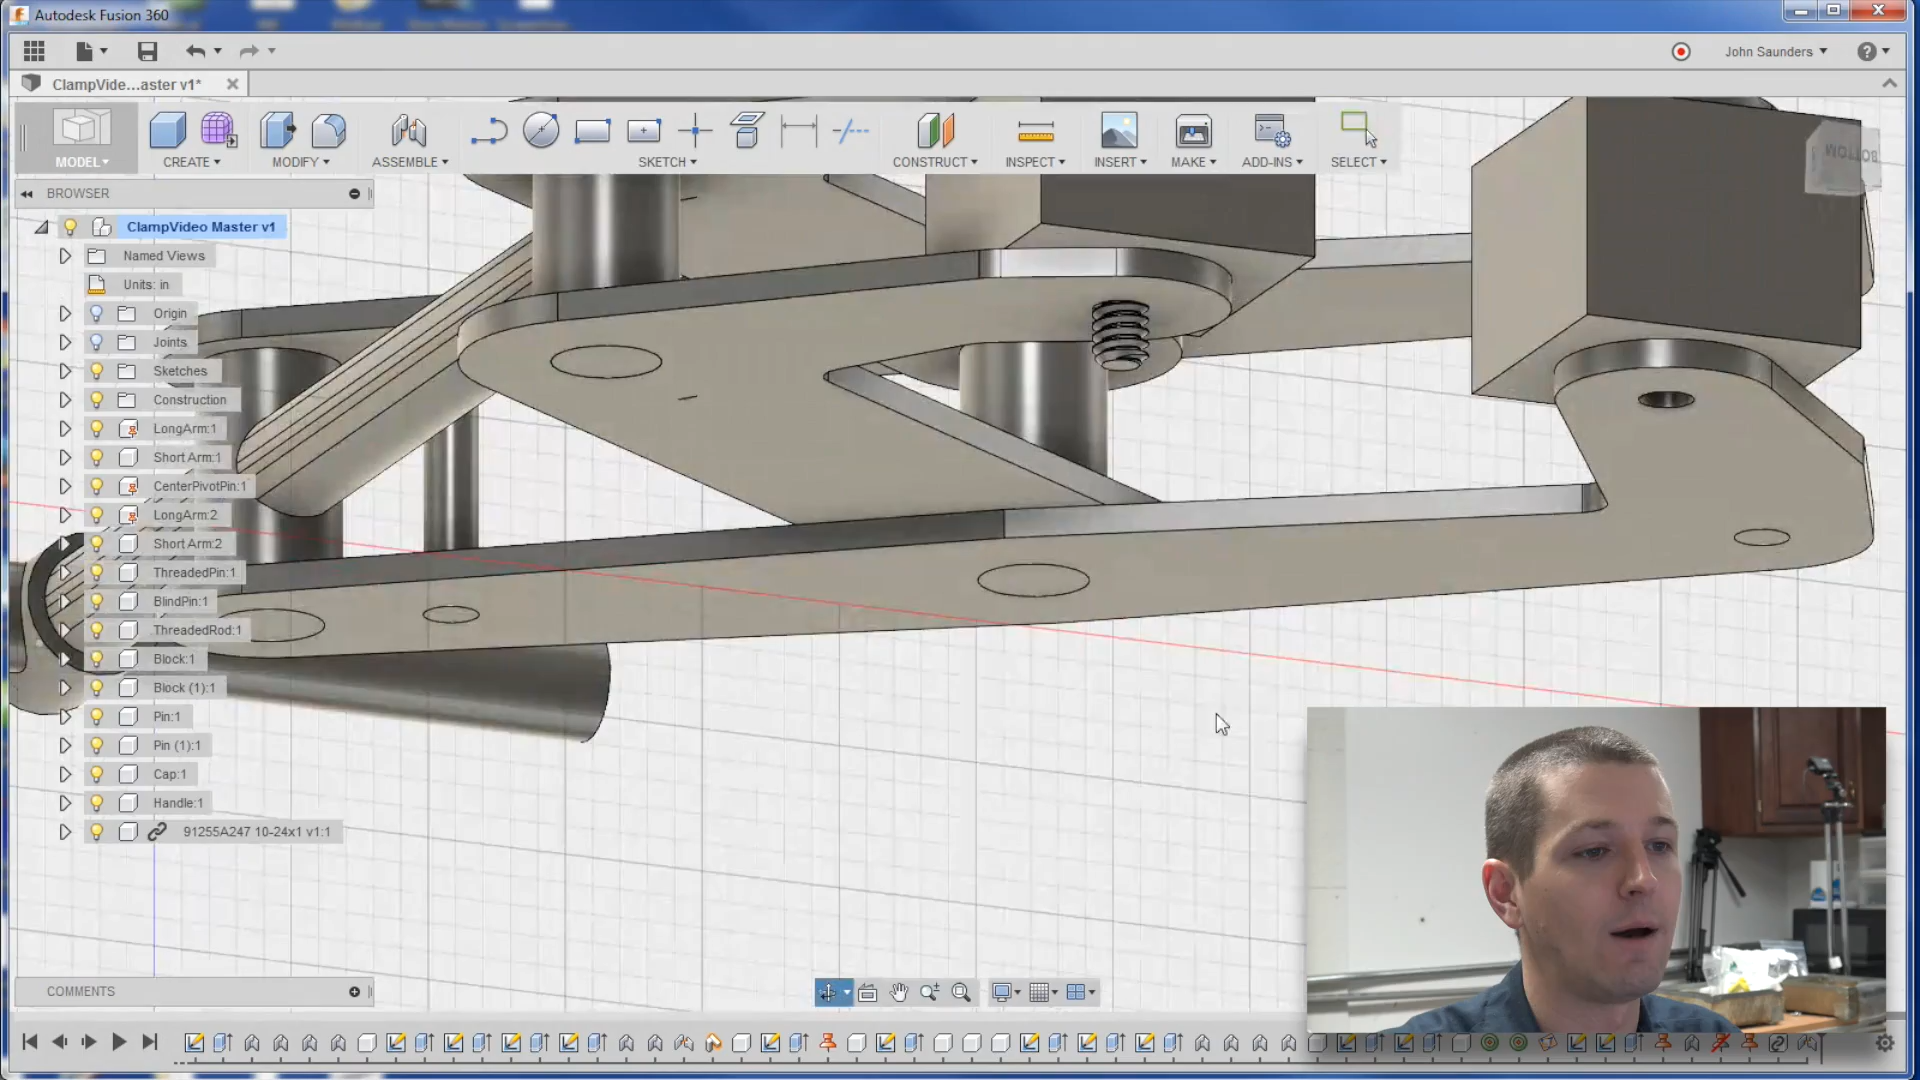 Autodesk Fusion 360
John Saunders
ClampVide...aster v1*
MODEL
CREATE
MODIFY
ASSEMBLE
SKETCH
CONSTRUCT
INSPECT
INSERT
MAKE
ADD-INS
SELECT
BOTTOM
BROWSER
ClampVideo Master v1
Named Views
Units: in
Origin
Joints
Sketches
Construction
LongArm:1
Short Arm:1
CenterPivotPin:1
LongArm:2
Short Arm:2
ThreadedPin:1
BlindPin:1
ThreadedRod:1
Block:1
Block (1):1
Pin:1
Pin (1):1
Cap:1
Handle:1
91255A247 10-24x1 v1:1
COMMENTS